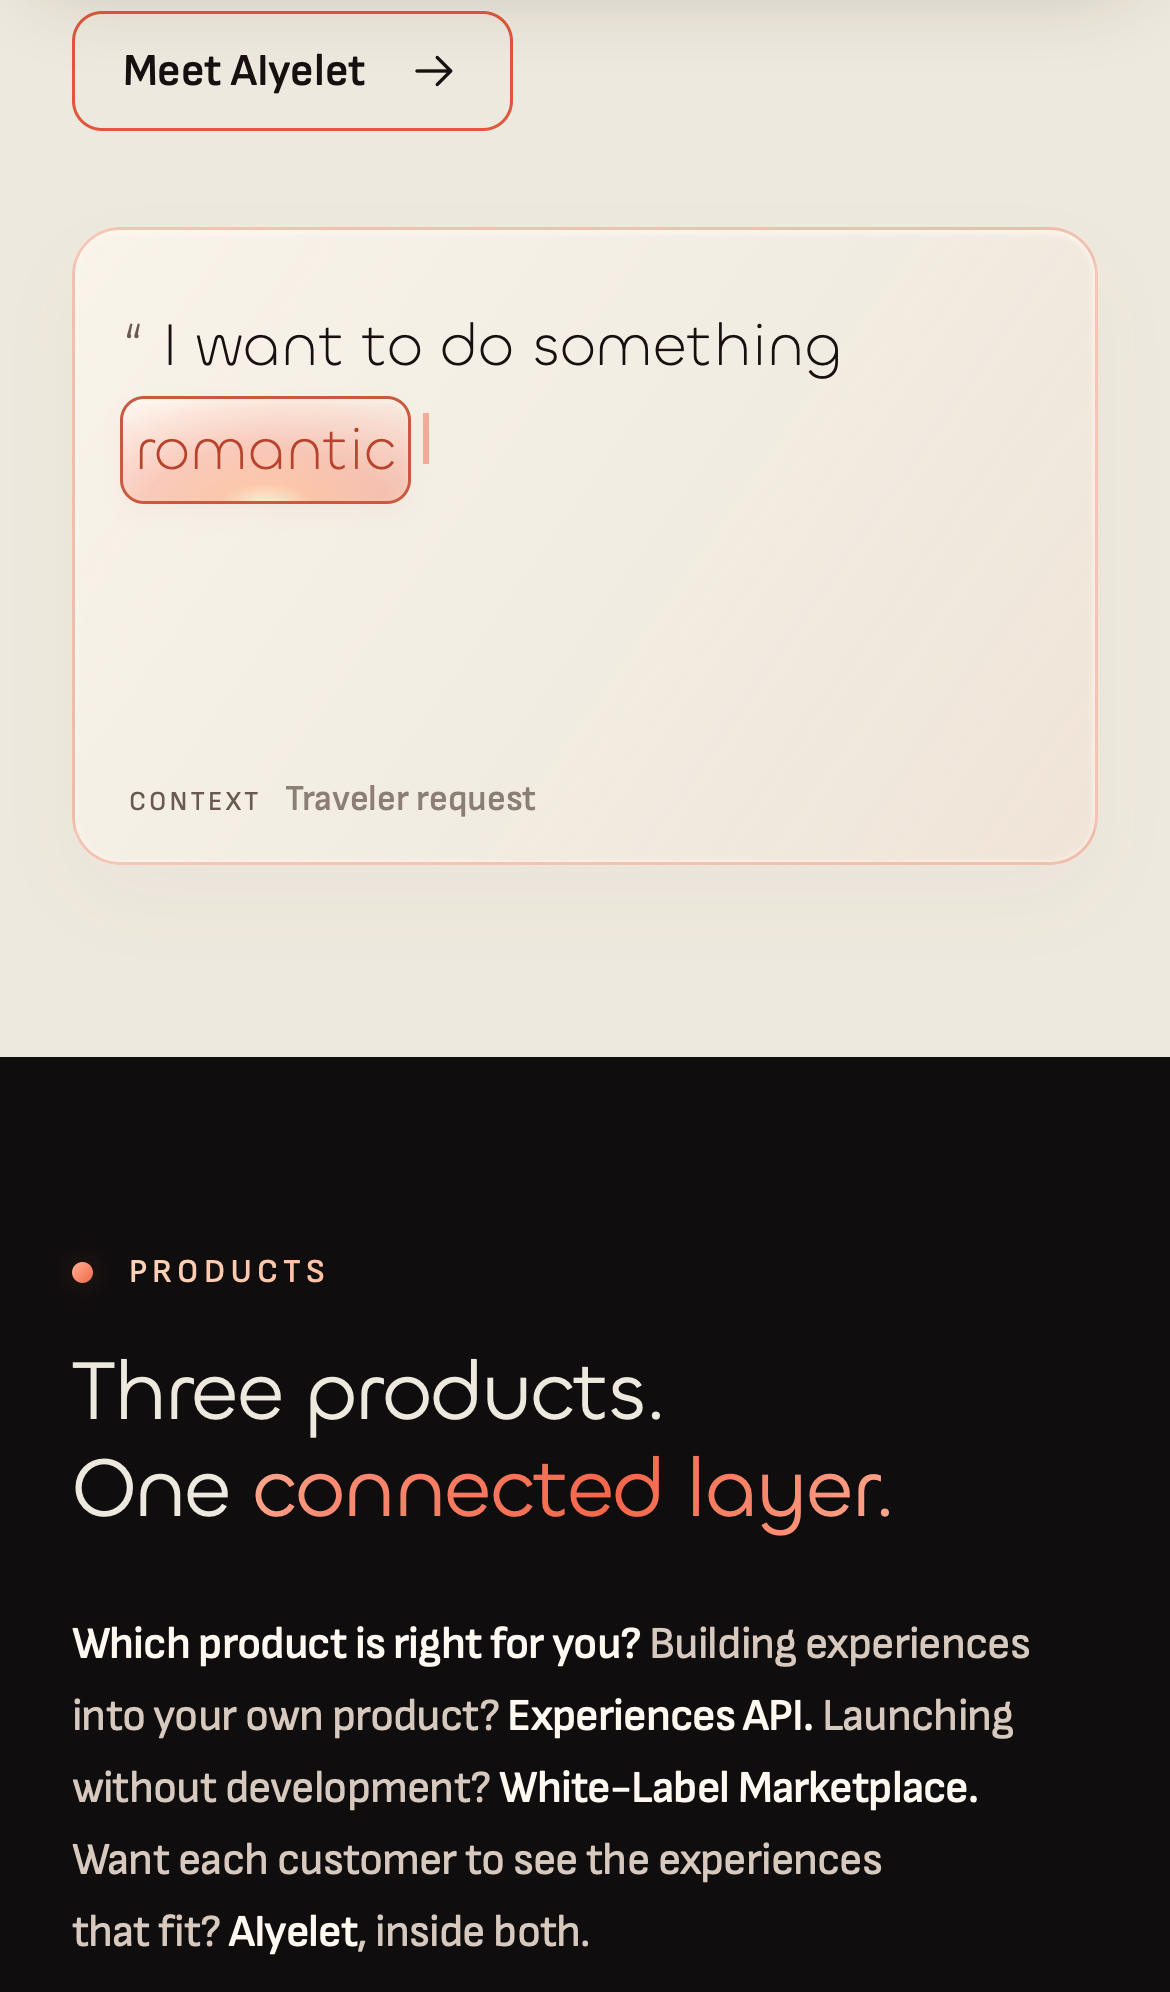 Meet AIyelet →
“ I want to do something
romantic
CONTEXT Traveler request
PRODUCTS
Three products.
One connected layer.
Which product is right for you? Building experiences
into your own product? Experiences API. Launching
without development? White-Label Marketplace.
Want each customer to see the experiences
that fit? AIyelet, inside both.